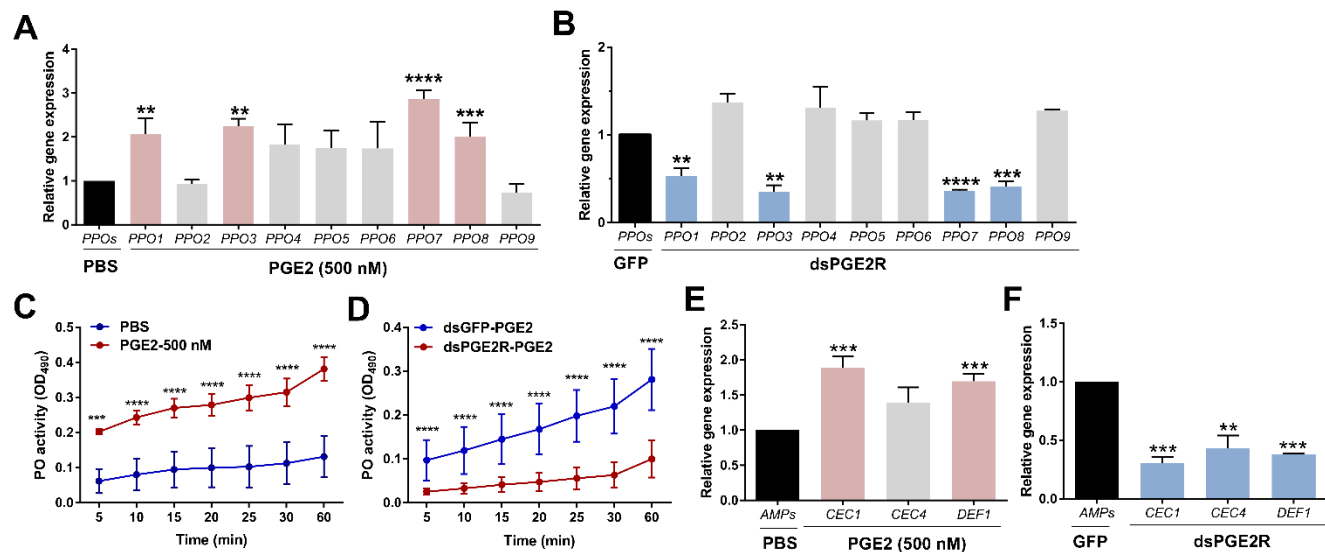 A
Relative gene expression
4
3
2
1
0
**
**
****
***
PPOs
PPO1
PPO2
PPO3
PPO4
PPO5
PPO6
PPO7
PPO8
PPO9
PBS
PGE2 (500 nM)
B
Relative gene expression
2
1
0
**
**
****
***
PPOs
PPO1
PPO2
PPO3
PPO4
PPO5
PPO6
PPO7
PPO8
PPO9
GFP
dsPGE2R
C
PO activity (OD490)
0.5
0.4
0.3
0.2
0.1
0.0
PBS
PGE2-500 nM
***
****
****
****
****
****
****
5
10
15
20
25
30
60
Time (min)
D
PO activity (OD490)
0.4
0.3
0.2
0.1
0.0
dsGFP-PGE2
dsPGE2R-PGE2
****
****
****
****
****
****
****
5
10
15
20
25
30
60
Time (min)
E
Relative gene expression
2.5
2.0
1.5
1.0
0.5
0.0
***
***
AMPs
CEC1
CEC4
DEF1
PBS
PGE2 (500 nM)
F
Relative gene expression
1.5
1.0
0.5
0.0
***
**
***
AMPs
CEC1
CEC4
DEF1
GFP
dsPGE2R